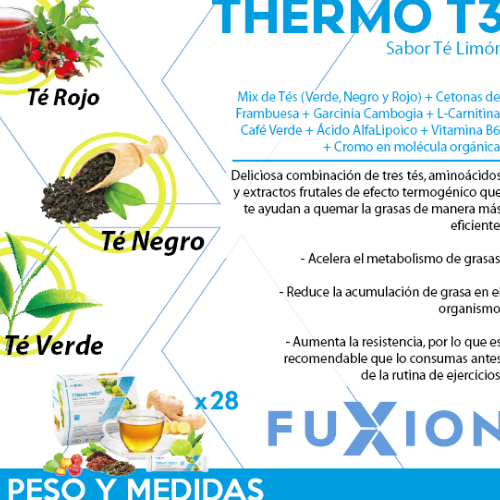 THERMO T3
Sabor Té Limón
Té Rojo
Mix de Tés (Verde, Negro y Rojo) + Cetonas de
Frambuesa + Garcinia Cambogia + L-Carnitina
Café Verde + Ácido AlfaLipoico + Vitamina B6
+ Cromo en molécula orgánica
Deliciosa combinación de tres tés, aminoácidos
y extractos frutales de efecto termogénico que
te ayudan a quemar la grasas de manera más
eficiente
Té Negro
- Acelera el metabolismo de grasas
- Reduce la acumulación de grasa en el
organismo
Té Verde
- Aumenta la resistencia, por lo que es
recomendable que lo consumas antes
de la rutina de ejercicios
x28
FUXION
PESO Y MEDIDAS